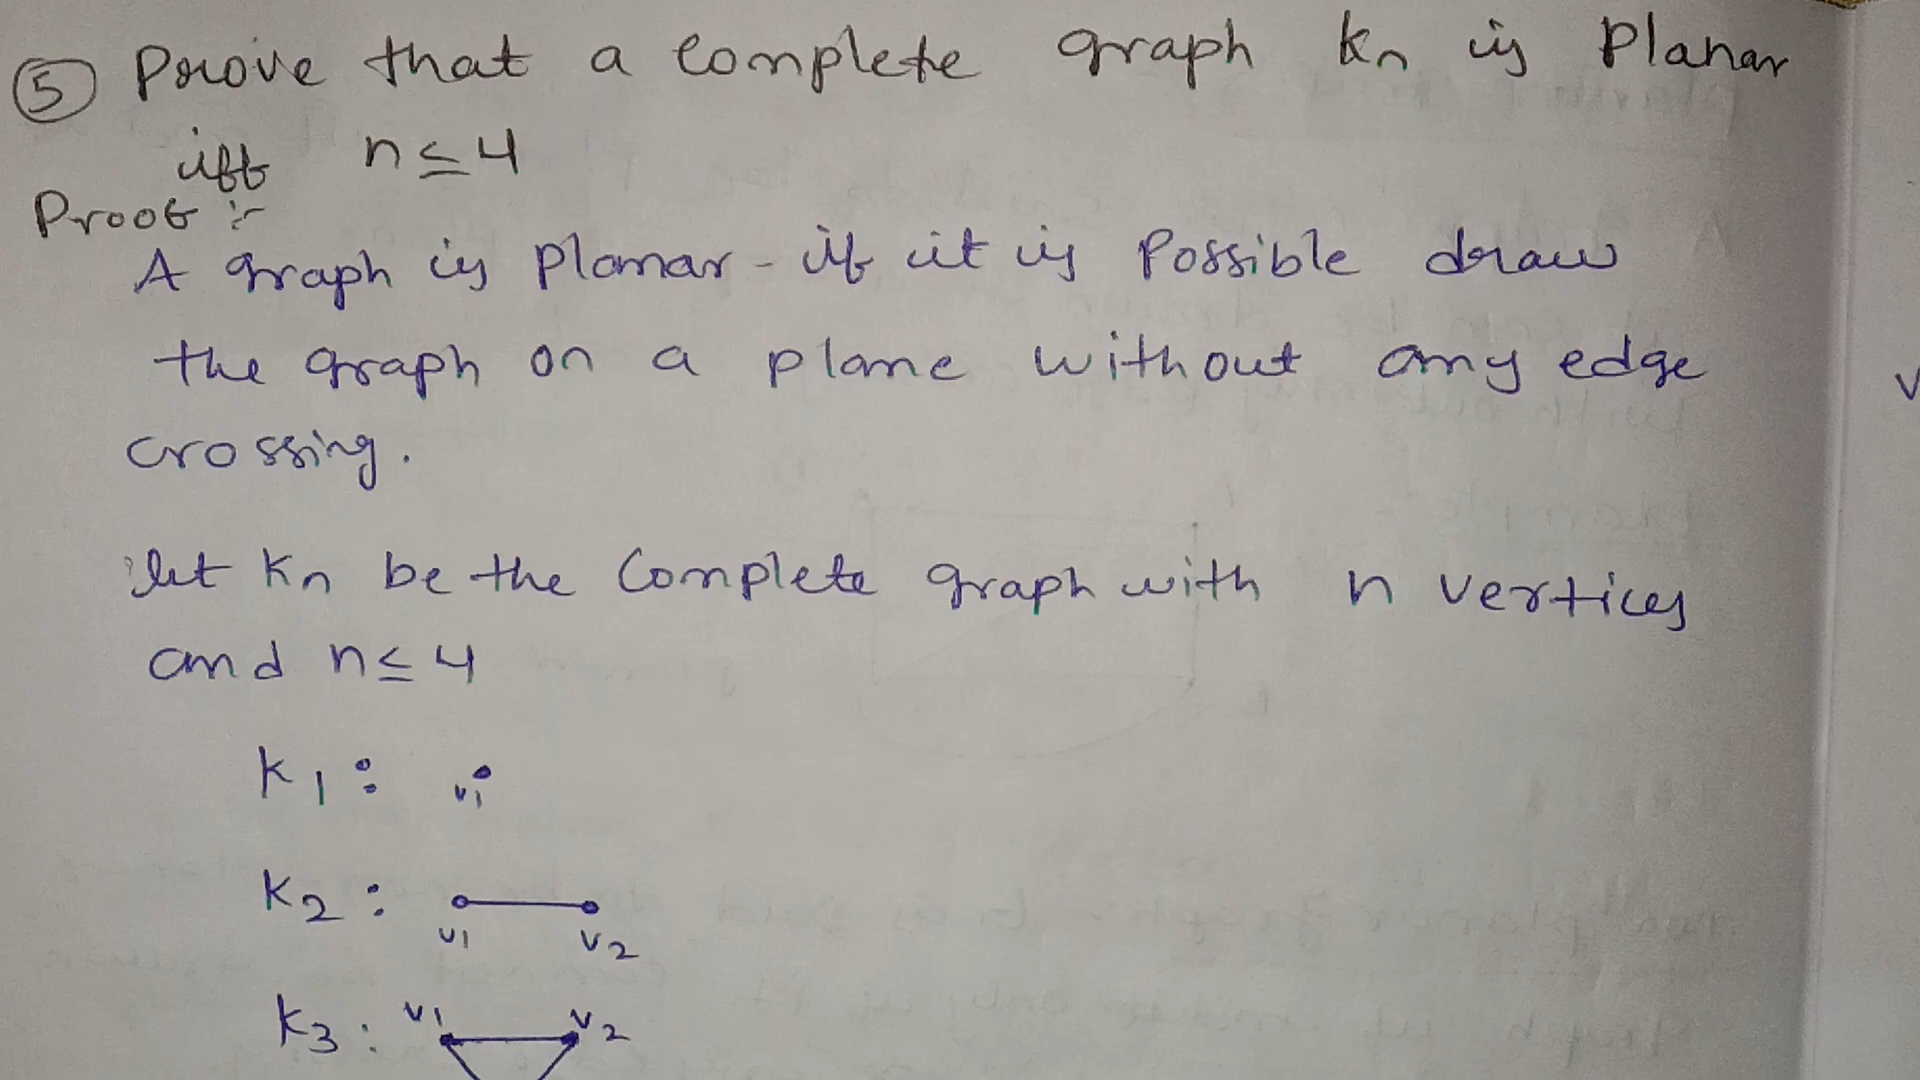 5 Prove that a complete graph Kn is Planar
iff n ≤ 4
Proof :-
A graph is planar - if it is Possible draw
the graph on a plane without any edge
crossing.
let Kn be the Complete graph with n vertices
and n ≤ 4
K1 : v1
K2 :
v1 v2
K3 : v1 v2